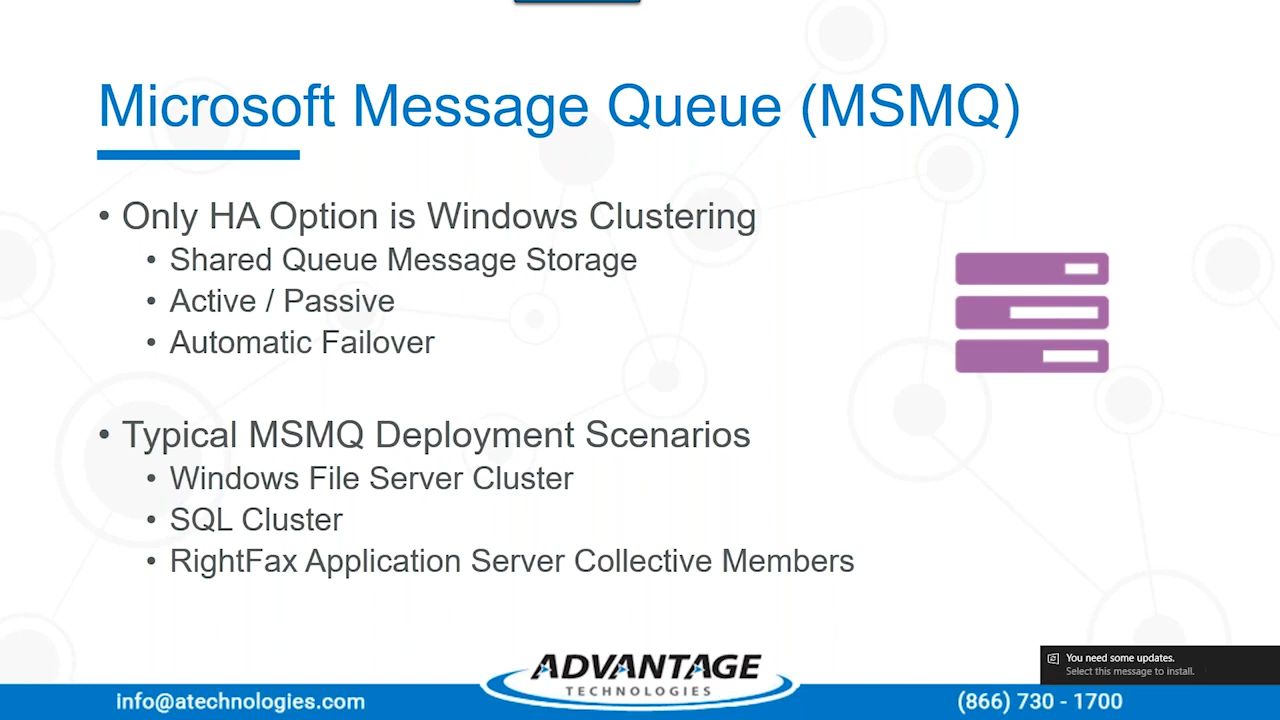 Microsoft Message Queue (MSMQ)
• Only HA Option is Windows Clustering
• Shared Queue Message Storage
• Active / Passive
• Automatic Failover
• Typical MSMQ Deployment Scenarios
• Windows File Server Cluster
• SQL Cluster
• RightFax Application Server Collective Members
You need some updates.
Select this message to install.
ADVANTAGE
TECHNOLOGIES
info@atechnologies.com
(866) 730 - 1700